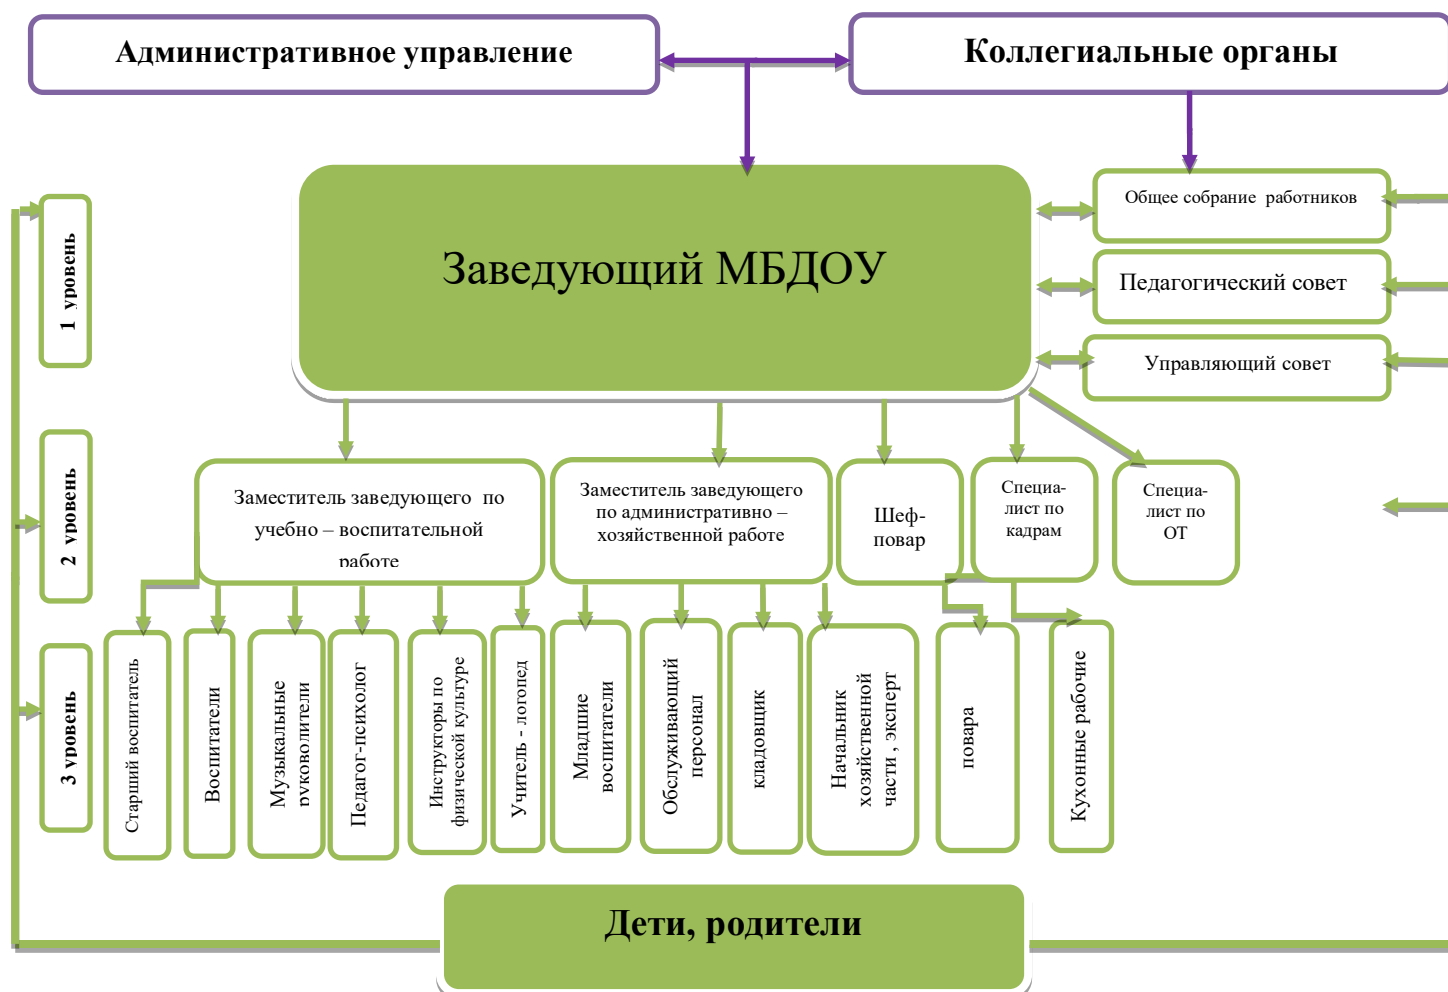 Административное управление
Коллегиальные органы
Общее собрание работников
Заведующий МБДОУ
Педагогический совет
Управляющий совет
1 уровень
Заместитель заведующего по
учебно – воспитательной
работе
Заместитель заведующего
по административно –
хозяйственной работе
Шеф-
повар
Специа-
лист по
кадрам
Специа-
лист по
ОТ
2 уровень
3 уровень
Старший воспитатель
Воспитатели
Музыкальные
руководители
Педагог-психолог
Инструкторы по
физической культуре
Учитель - логопед
Младшие
воспитатели
Обслуживающий
персонал
кладовщик
Начальник
хозяйственной
части , эксперт
повара
Кухонные рабочие
Дети, родители